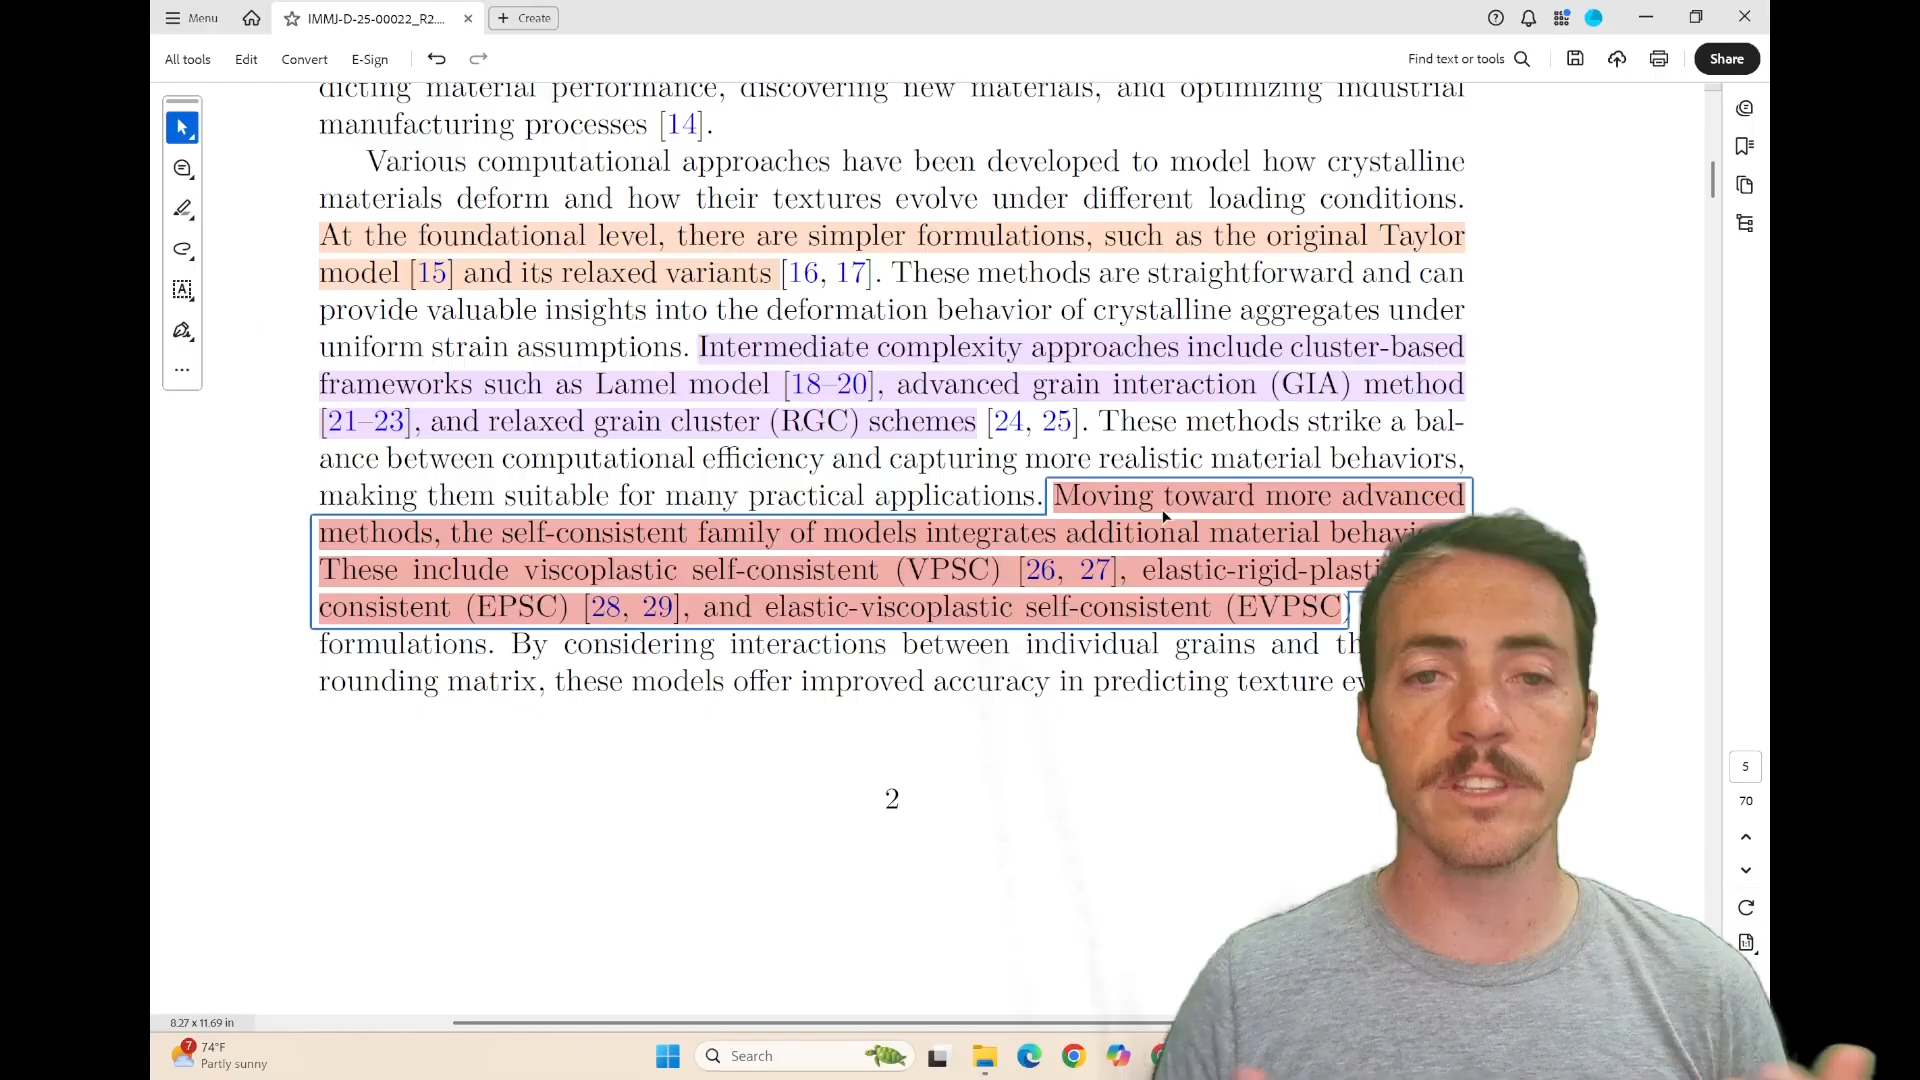 Menu
IMMJ-D-25-00022_R2....
Create
All tools
Edit
Convert
E-Sign
Find text or tools
Share
dicting material performance, discovering new materials, and optimizing industrial
manufacturing processes [14].
Various computational approaches have been developed to model how crystalline
materials deform and how their textures evolve under different loading conditions.
At the foundational level, there are simpler formulations, such as the original Taylor
model [15] and its relaxed variants [16, 17]. These methods are straightforward and can
provide valuable insights into the deformation behavior of crystalline aggregates under
uniform strain assumptions. Intermediate complexity approaches include cluster-based
frameworks such as Lamel model [18–20], advanced grain interaction (GIA) method
[21–23], and relaxed grain cluster (RGC) schemes [24, 25]. These methods strike a bal-
ance between computational efficiency and capturing more realistic material behaviors,
making them suitable for many practical applications. Moving toward more advanced
methods, the self-consistent family of models integrates additional material behav
These include viscoplastic self-consistent (VPSC) [26, 27], elastic-rigid-plasti
consistent (EPSC) [28, 29], and elastic-viscoplastic self-consistent (EVPSC)
formulations. By considering interactions between individual grains and th
rounding matrix, these models offer improved accuracy in predicting texture ev
2
5
70
8.27 x 11.69 in
7
74°F
Partly sunny
Search